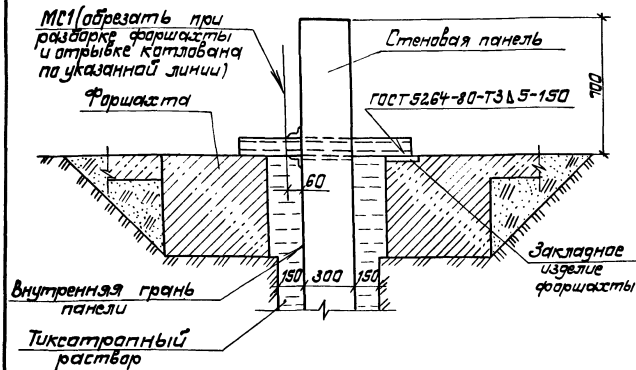 МС1(обрезать при
разборке форшахты
и отрывке котлована
по указанной линии)
Форшахта
Стеновая панель
ГОСТ 5264-80-Т3 Δ 5-150
700
60
150 300 150
Закладное
изделие
форшахты
Внутренняя грань
панели
Тиксотропный
раствор